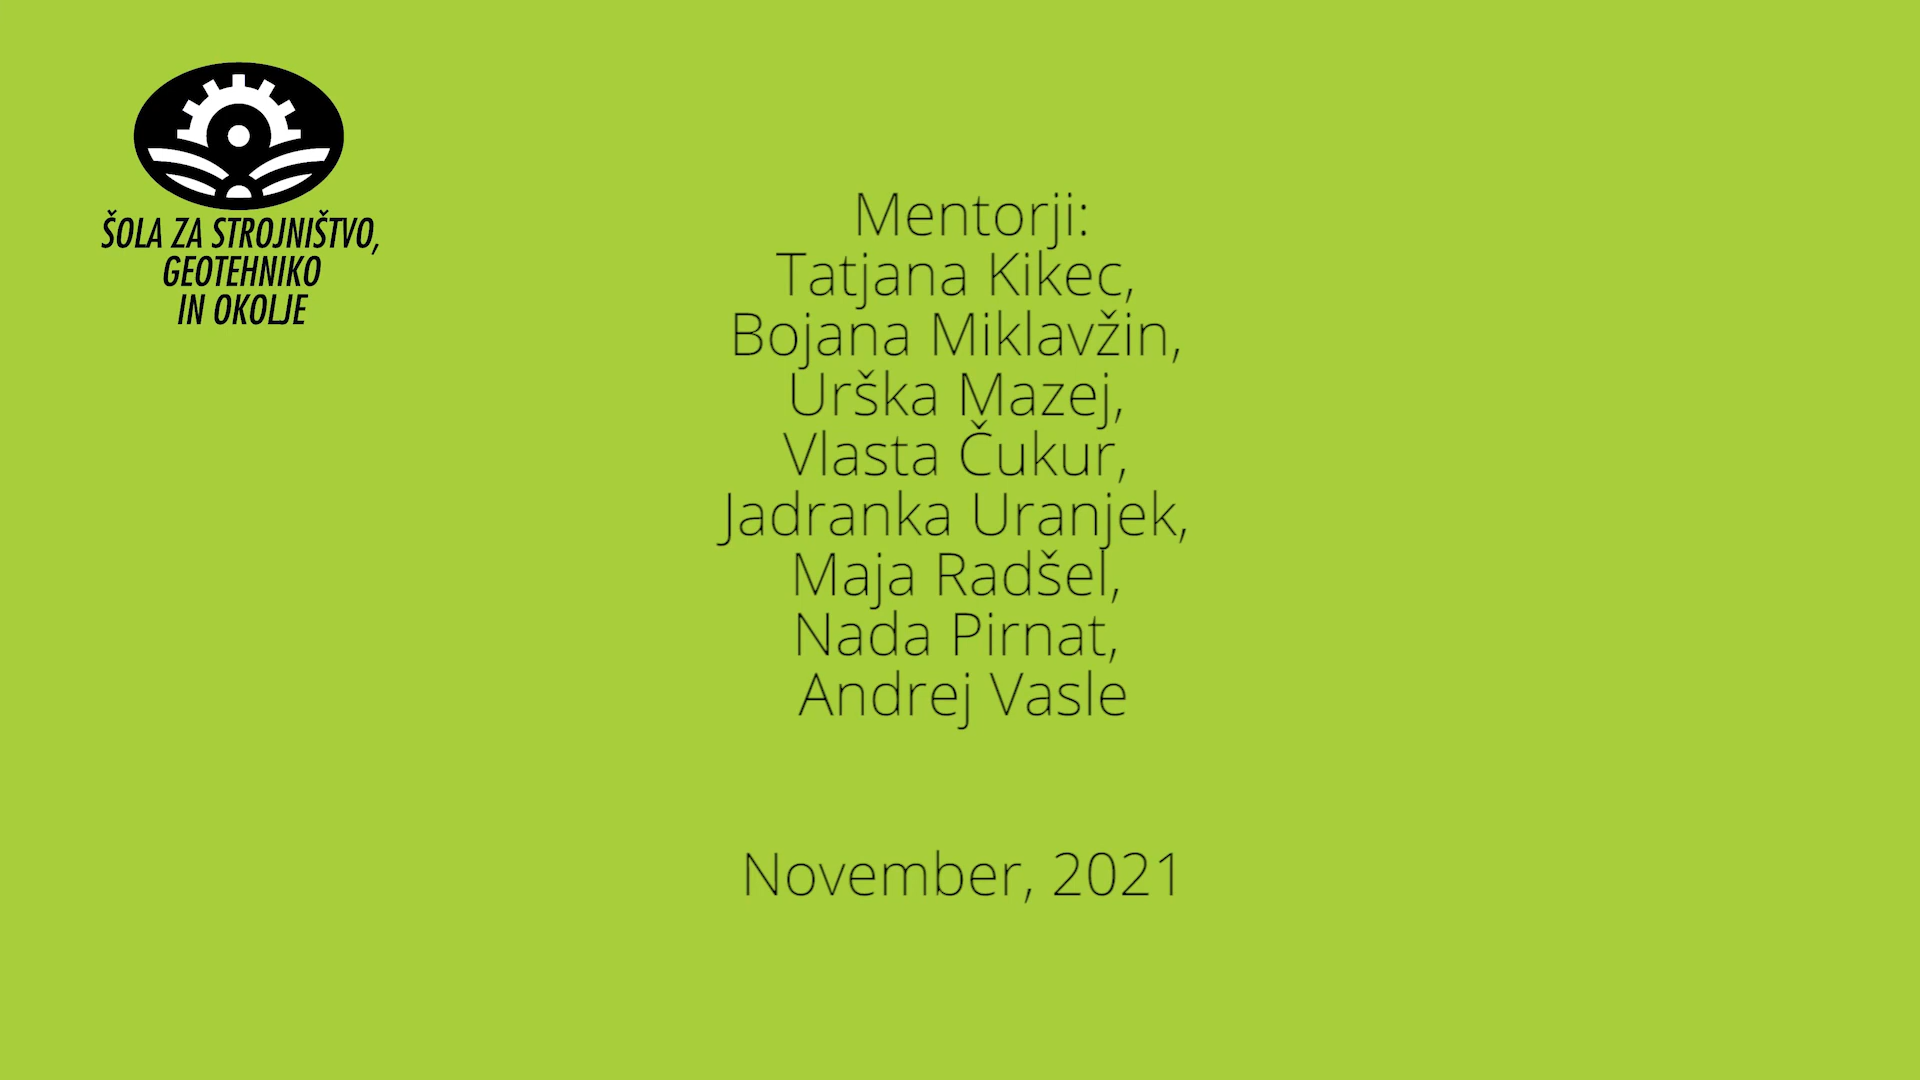 ŠOLA ZA STROJNIŠTVO,
GEOTEHNIKO
IN OKOLJE
Mentorji:
Tatjana Kikec,
Bojana Miklavžin,
Urška Mazej,
Vlasta Čukur,
Jadranka Uranjek,
Maja Radšel,
Nada Pirnat,
Andrej Vasle
November, 2021